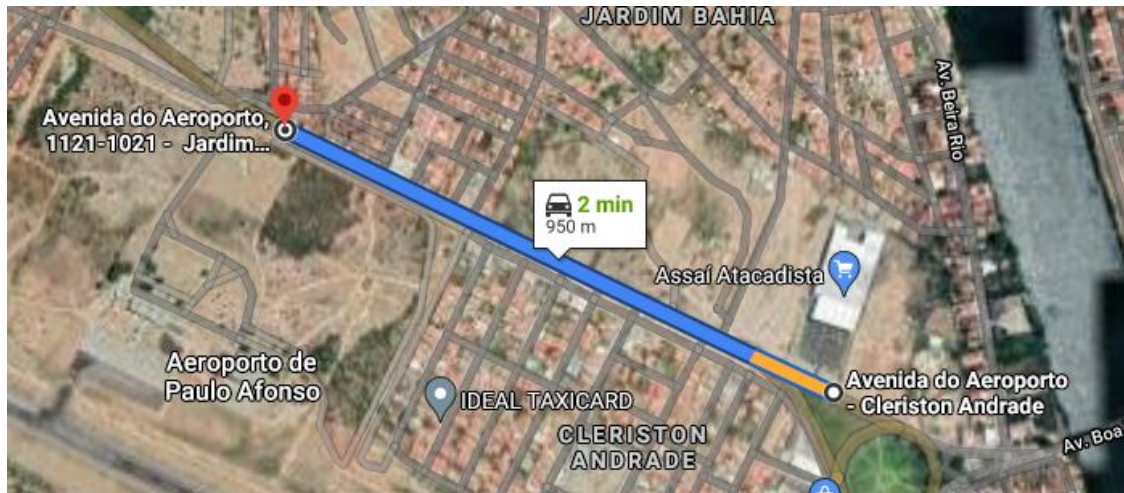 JARDIM BAHIA
Av. Beira Rio
Avenida do Aeroporto,
1121-1021 - Jardim...
2 min
950 m
Assaí Atacadista
Aeroporto de
Paulo Afonso
IDEAL TAXICARD
Avenida do Aeroporto
- Cleriston Andrade
CLERISTON
ANDRADE
Av. Boa